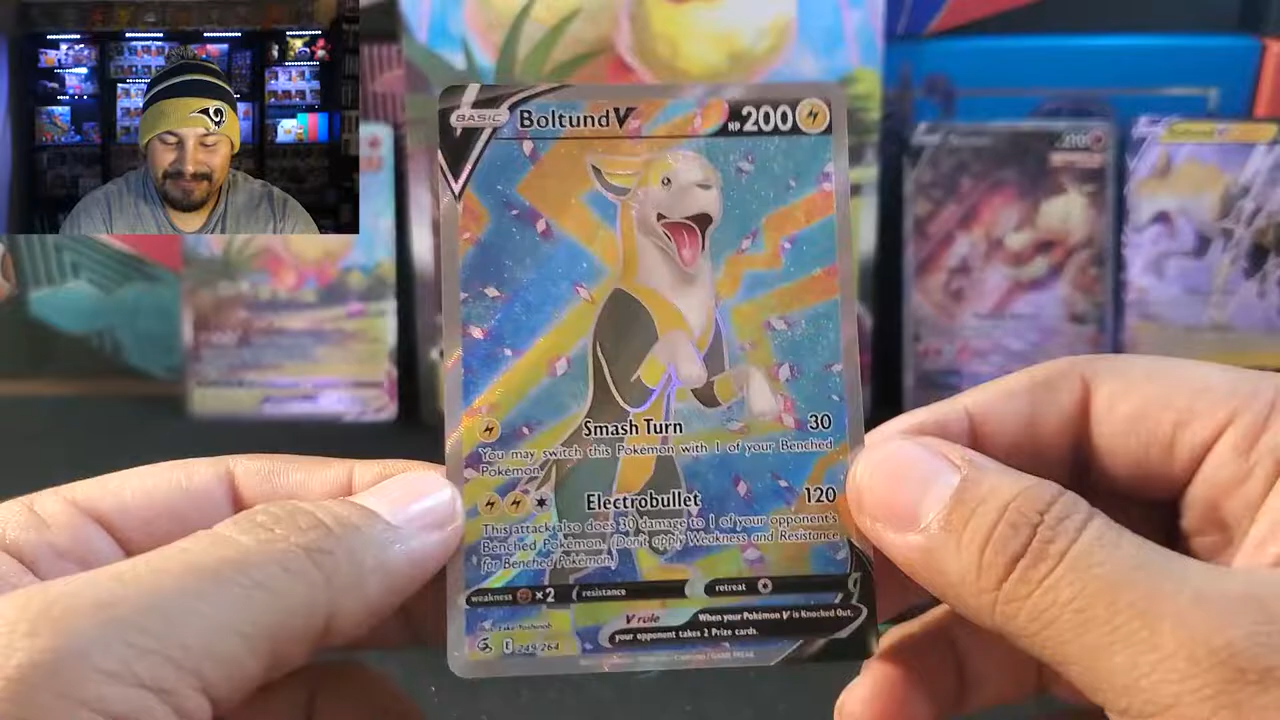 BASIC Boltund V HP 200
Smash Turn 30
You may switch this Pokémon with 1 of your Benched
Pokémon.
Electrobullet 120
This attack also does 30 damage to 1 of your opponent's
Benched Pokémon. (Don't apply Weakness and Resistance
for Benched Pokémon.)
weakness ×2 resistance retreat
V rule When your Pokémon V is Knocked Out,
your opponent takes 2 Prize cards.
E 249/264